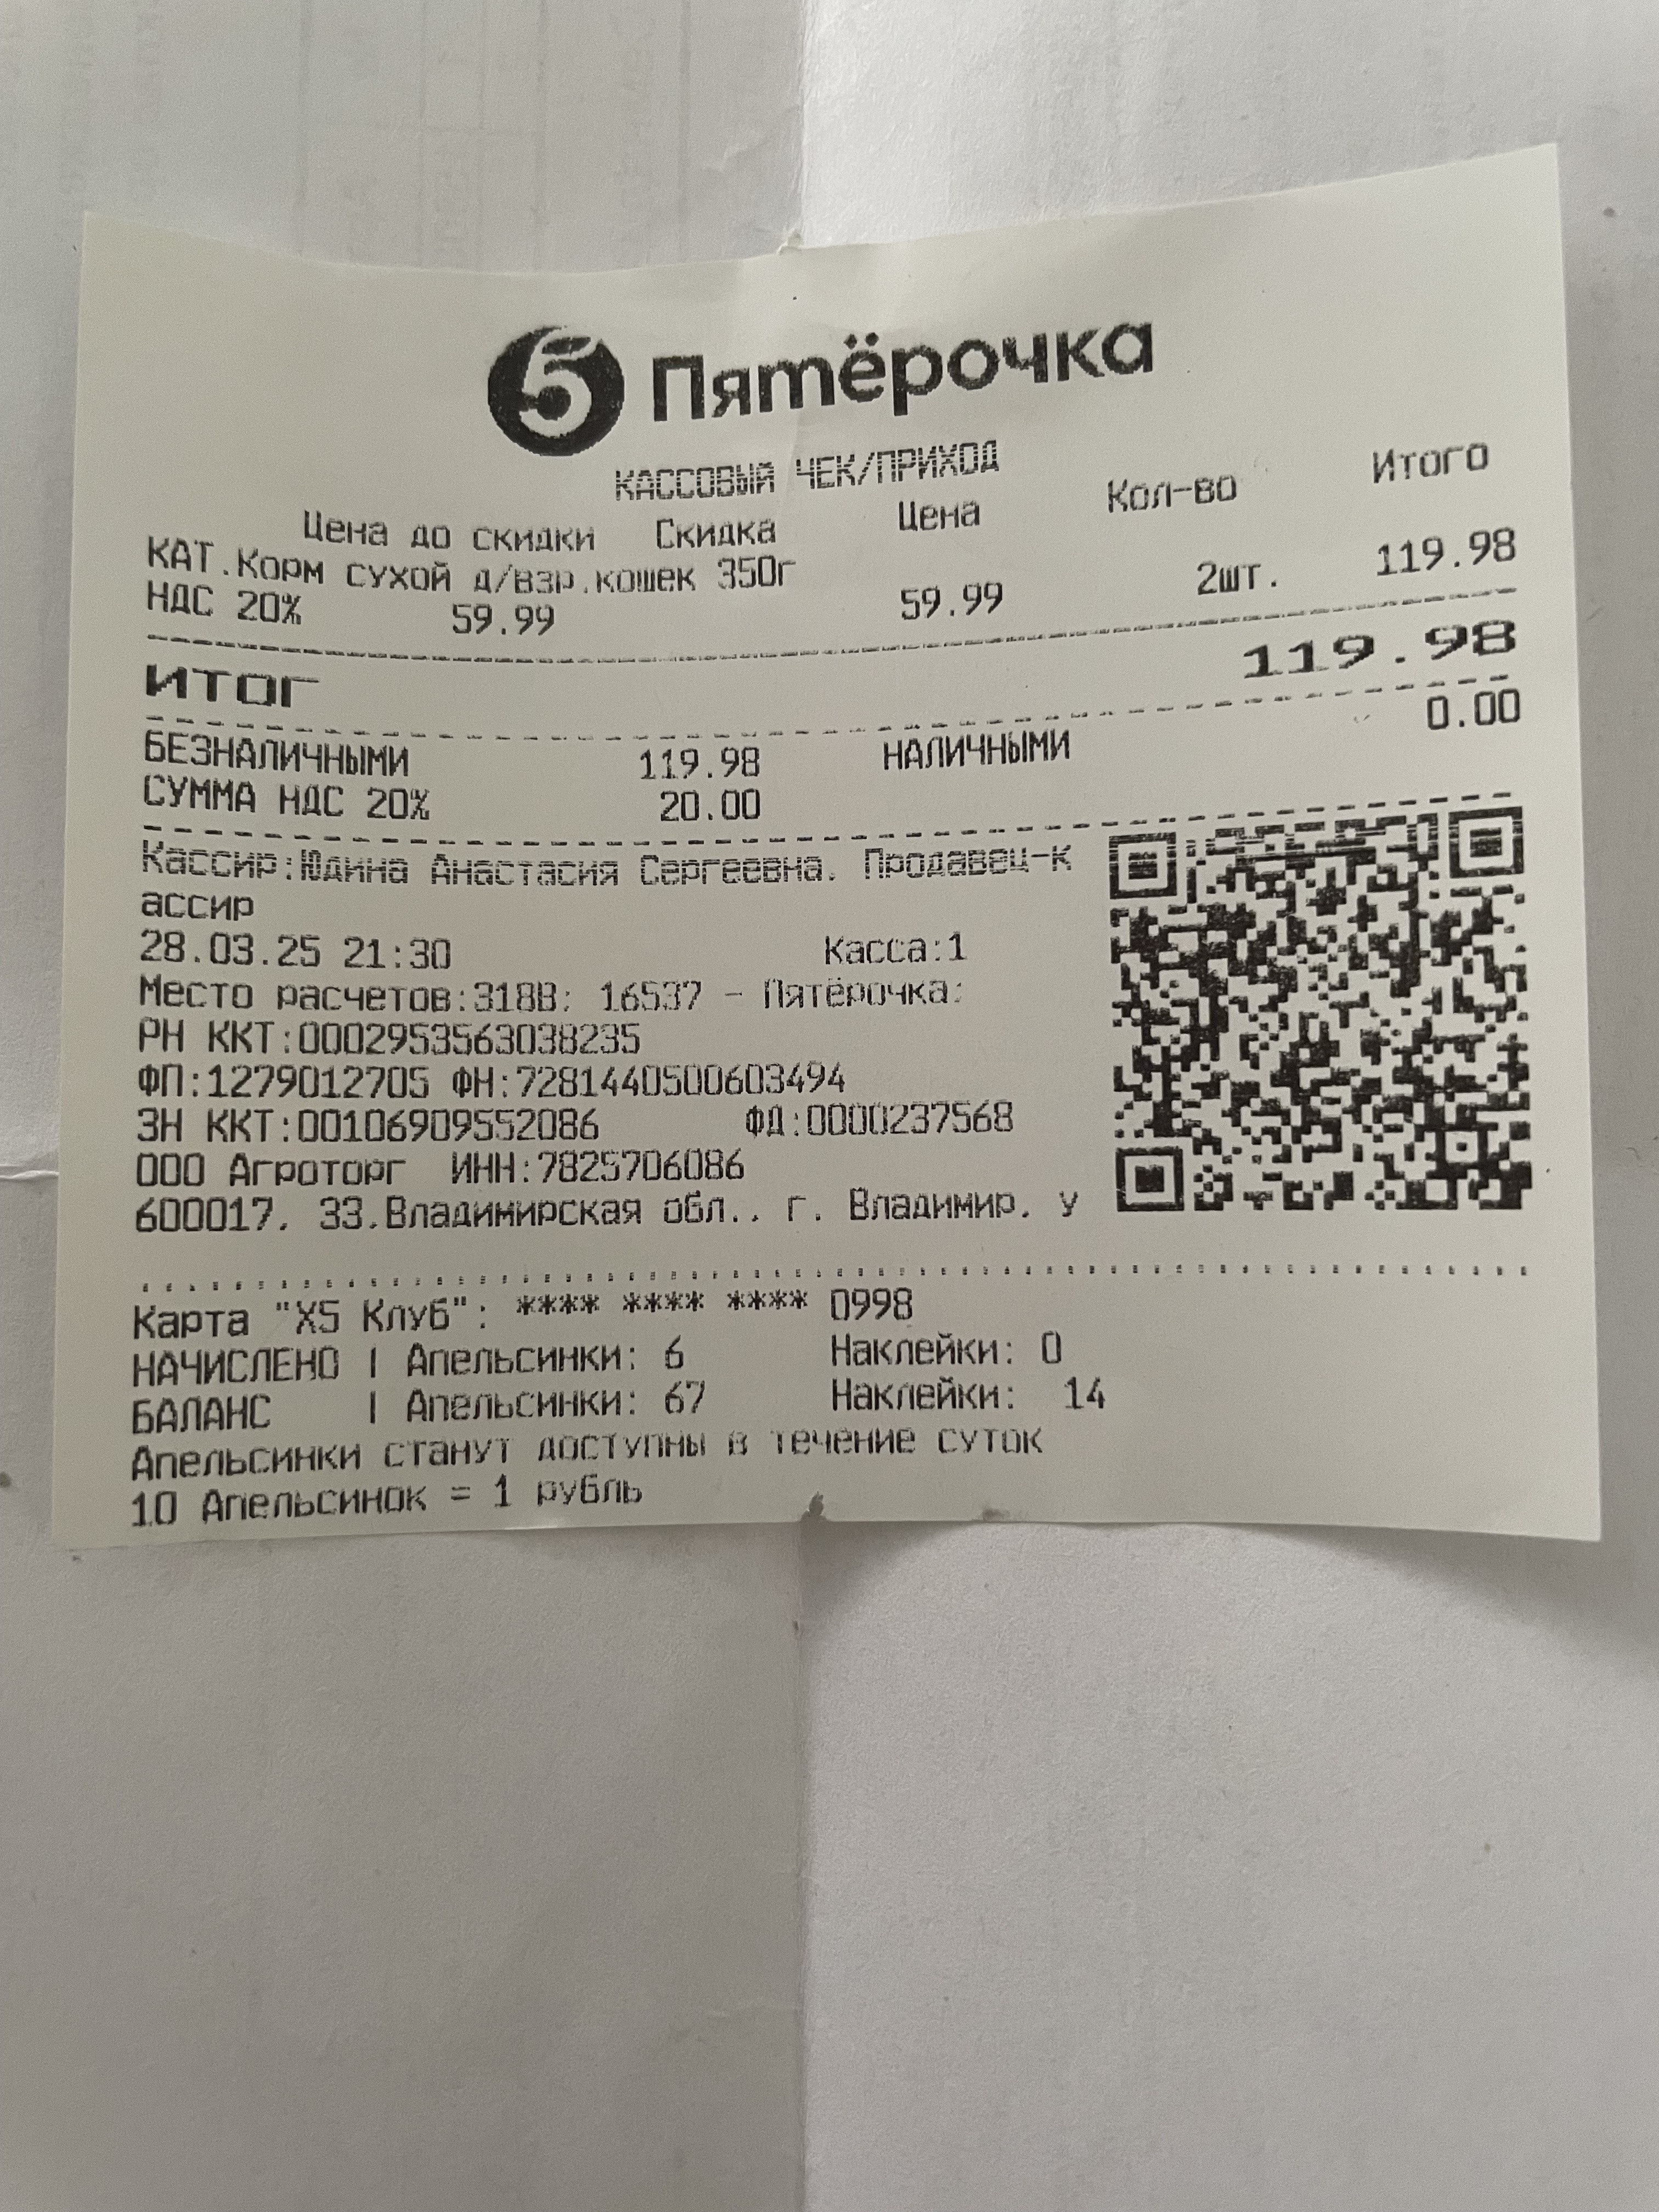 5 Пятёрочка
КАССОВЫЙ ЧЕК/ПРИХОД
Цена до скидки Скидка Цена Кол-во Итого
КАТ.Корм сухой д/взр.кошек 350г
НДС 20% 59.99 59.99 2шт. 119.98
ИТОГ 119.98
БЕЗНАЛИЧНЫМИ 119.98 НАЛИЧНЫМИ 0.00
СУММА НДС 20% 20.00
Кассир:Юдина Анастасия Сергеевна, Продавец-к
ассир
28.03.25 21:30 Касса:1
Место расчетов:318В; 16537 - Пятёрочка;
РН ККТ:0002953563038235
ФП:1279012705 ФН:7281440500603494
ЗН ККТ:00106909552086 ФД:0000237568
ООО Агроторг ИНН:7825706086
600017, 33,Владимирская обл., г. Владимир, у
Карта "Х5 Клуб": **** **** **** 0998
НАЧИСЛЕНО | Апельсинки: 6 Наклейки: 0
БАЛАНС | Апельсинки: 67 Наклейки: 14
Апельсинки станут доступны в течение суток
10 Апельсинок = 1 рубль